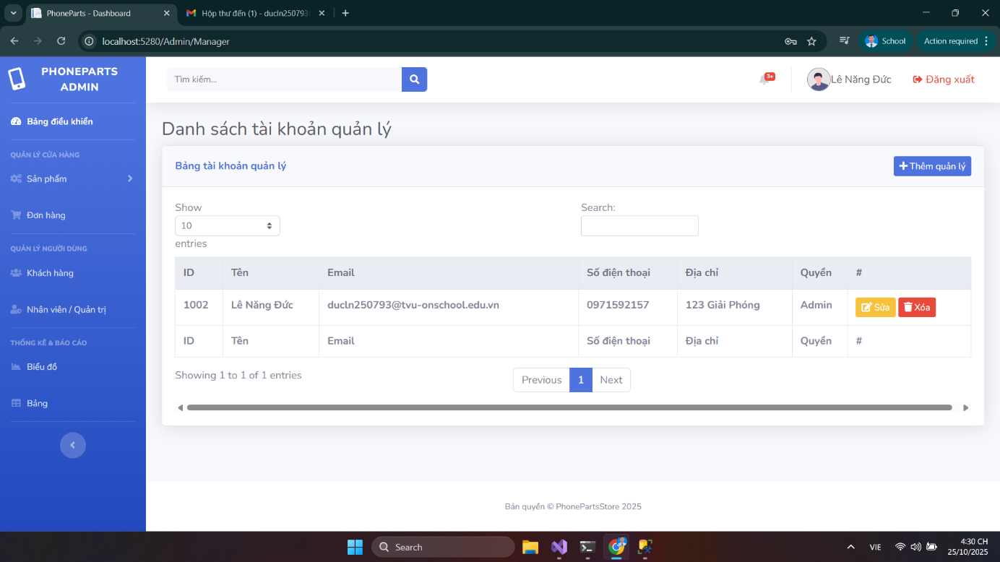 PhoneParts - Dashboard
Hộp thư đến (1) - ducln250793
localhost:5280/Admin/Manager
School
Action required
PHONEPARTS
ADMIN
3+
Lê Năng Đức
Đăng xuất
Tìm kiếm...
Bảng điều khiển
QUẢN LÝ CỬA HÀNG
Sản phẩm
Đơn hàng
QUẢN LÝ NGƯỜI DÙNG
Khách hàng
Nhân viên / Quản trị
THỐNG KÊ & BÁO CÁO
Biểu đồ
Bảng
Danh sách tài khoản quản lý
Bảng tài khoản quản lý
Thêm quản lý
Show
10
entries
Search:
ID Tên Email Số điện thoại Địa chỉ Quyền #
1002 Lê Năng Đức ducln250793@tvu-onschool.edu.vn 0971592157 123 Giải Phóng Admin Sửa Xóa
ID Tên Email Số điện thoại Địa chỉ Quyền #
Showing 1 to 1 of 1 entries
Previous 1 Next
Bản quyền © PhonePartsStore 2025
Search
VIE
4:30 CH
25/10/2025